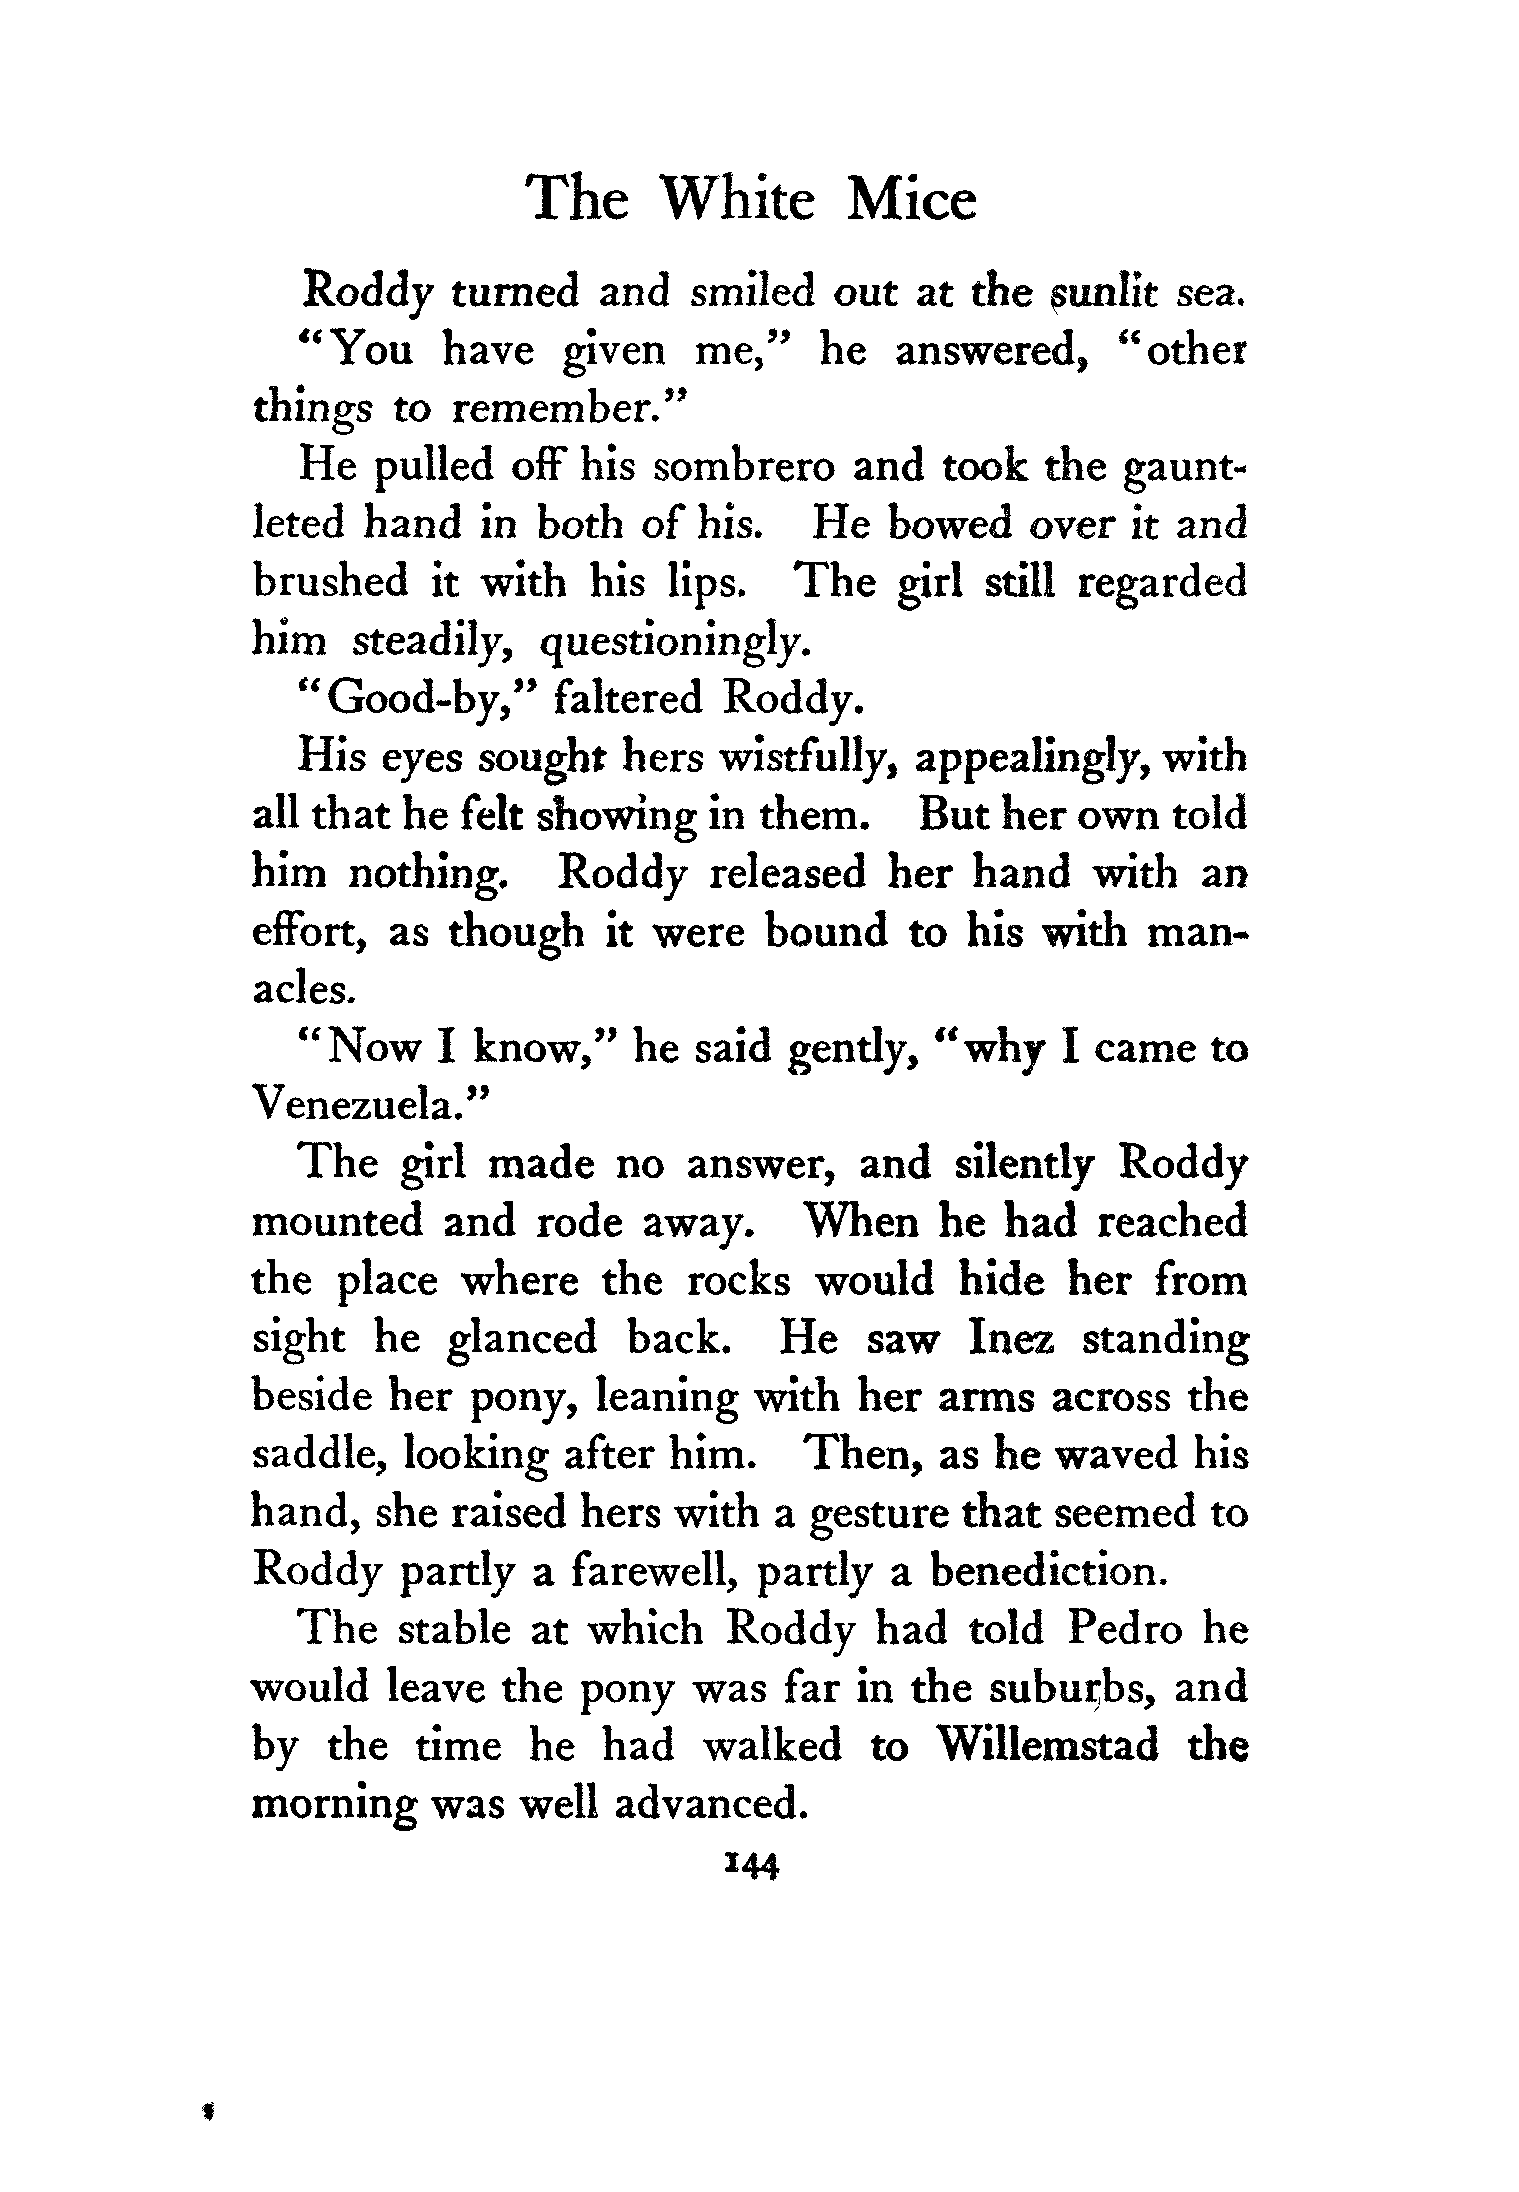 The White Mice
Roddy turned and smiled out at the sunlit sea.
“You have given me,” he answered, “other
things to remember.”
He pulled off his sombrero and took the gaunt-
leted hand in both of his. He bowed over it and
brushed it with his lips. The girl still regarded
him steadily, questioningly.
“Good-by,” faltered Roddy.
His eyes sought hers wistfully, appealingly, with
all that he felt showing in them. But her own told
him nothing. Roddy released her hand with an
effort, as though it were bound to his with man-
acles.
“Now I know,” he said gently, “why I came to
Venezuela.”
The girl made no answer, and silently Roddy
mounted and rode away. When he had reached
the place where the rocks would hide her from
sight he glanced back. He saw Inez standing
beside her pony, leaning with her arms across the
saddle, looking after him. Then, as he waved his
hand, she raised hers with a gesture that seemed to
Roddy partly a farewell, partly a benediction.
The stable at which Roddy had told Pedro he
would leave the pony was far in the suburbs, and
by the time he had walked to Willemstad the
morning was well advanced.
144